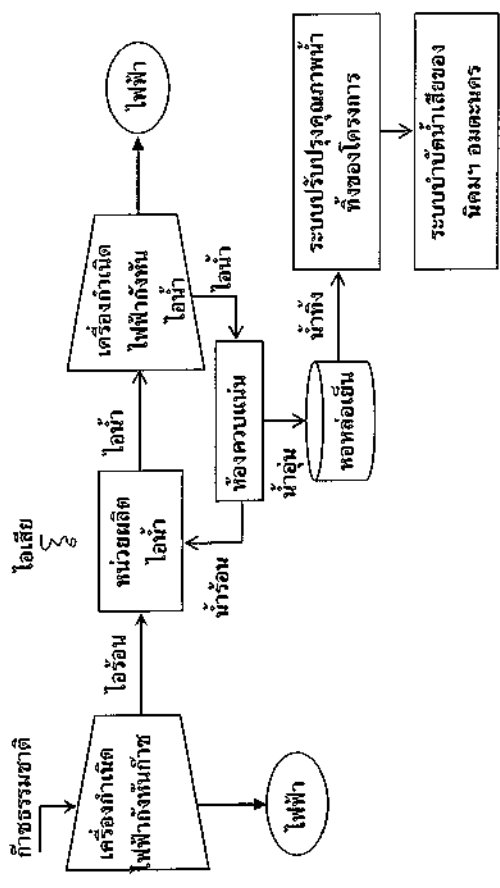 ก๊าซธรรมชาติ
เครื่องกำเนิด
ไฟฟ้ากังหันก๊าซ
ไฟฟ้า
ไอร้อน
ไอเสีย
หน่วยผลิต
ไอน้ำ
น้ำร้อน
ไอน้ำ
เครื่องกำเนิด
ไฟฟ้ากังหัน
ไอน้ำ
ไฟฟ้า
ไอน้ำ
ห้องควบแน่น
น้ำอุ่น
หอหล่อเย็น
น้ำทิ้ง
ระบบปรับปรุงคุณภาพน้ำ
ทิ้งของโครงการ
ระบบบำบัดน้ำเสียของ
นิคมฯ อมตะนคร